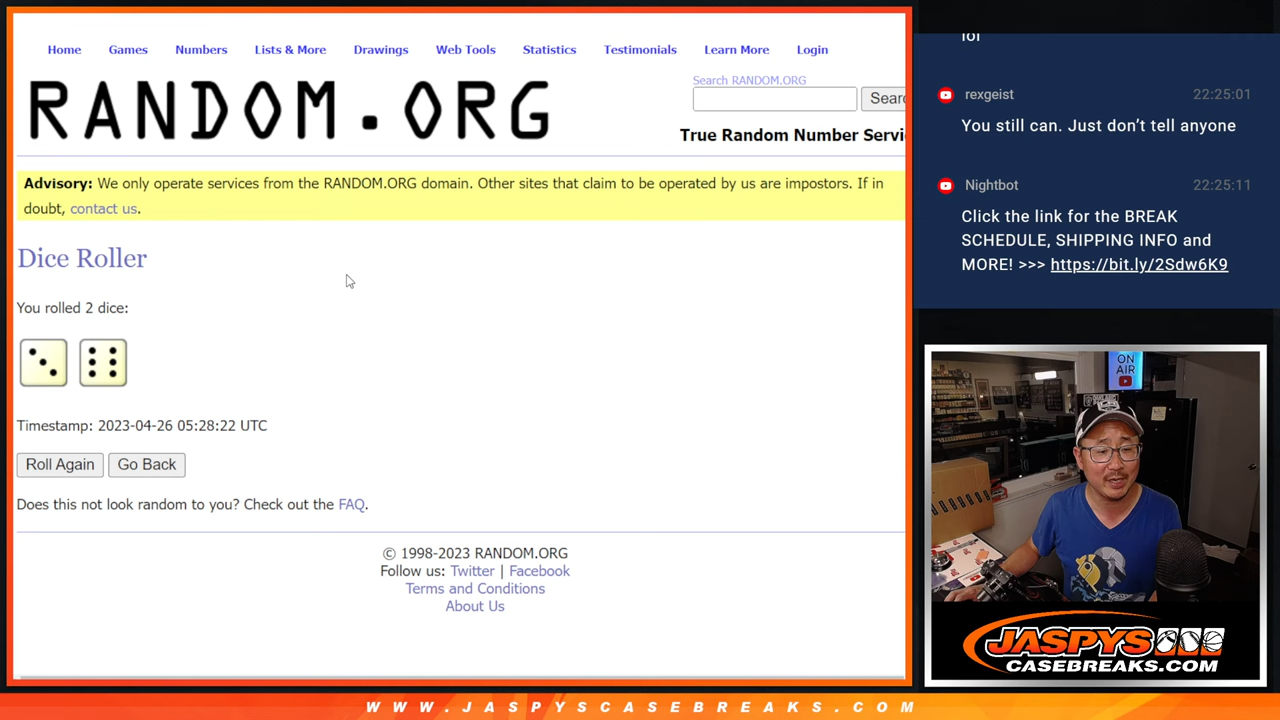 Home Games Numbers Lists & More Drawings Web Tools Statistics Testimonials Learn More Login
RANDOM.ORG
Search RANDOM.ORG
True Random Number Servi
Advisory: We only operate services from the RANDOM.ORG domain. Other sites that claim to be operated by us are impostors. If in
doubt, contact us.
Dice Roller
You rolled 2 dice:
Timestamp: 2023-04-26 05:28:22 UTC
Roll Again Go Back
Does this not look random to you? Check out the FAQ.
© 1998-2023 RANDOM.ORG
Follow us: Twitter | Facebook
Terms and Conditions
About Us
lol
rexgeist 22:25:01
You still can. Just don’t tell anyone
Nightbot 22:25:11
Click the link for the BREAK
SCHEDULE, SHIPPING INFO and
MORE! >>> https://bit.ly/2Sdw6K9
ON
AIR
JASPYS
CASEBREAKS.COM
WWW.JASPYSCASEBREAKS.COM